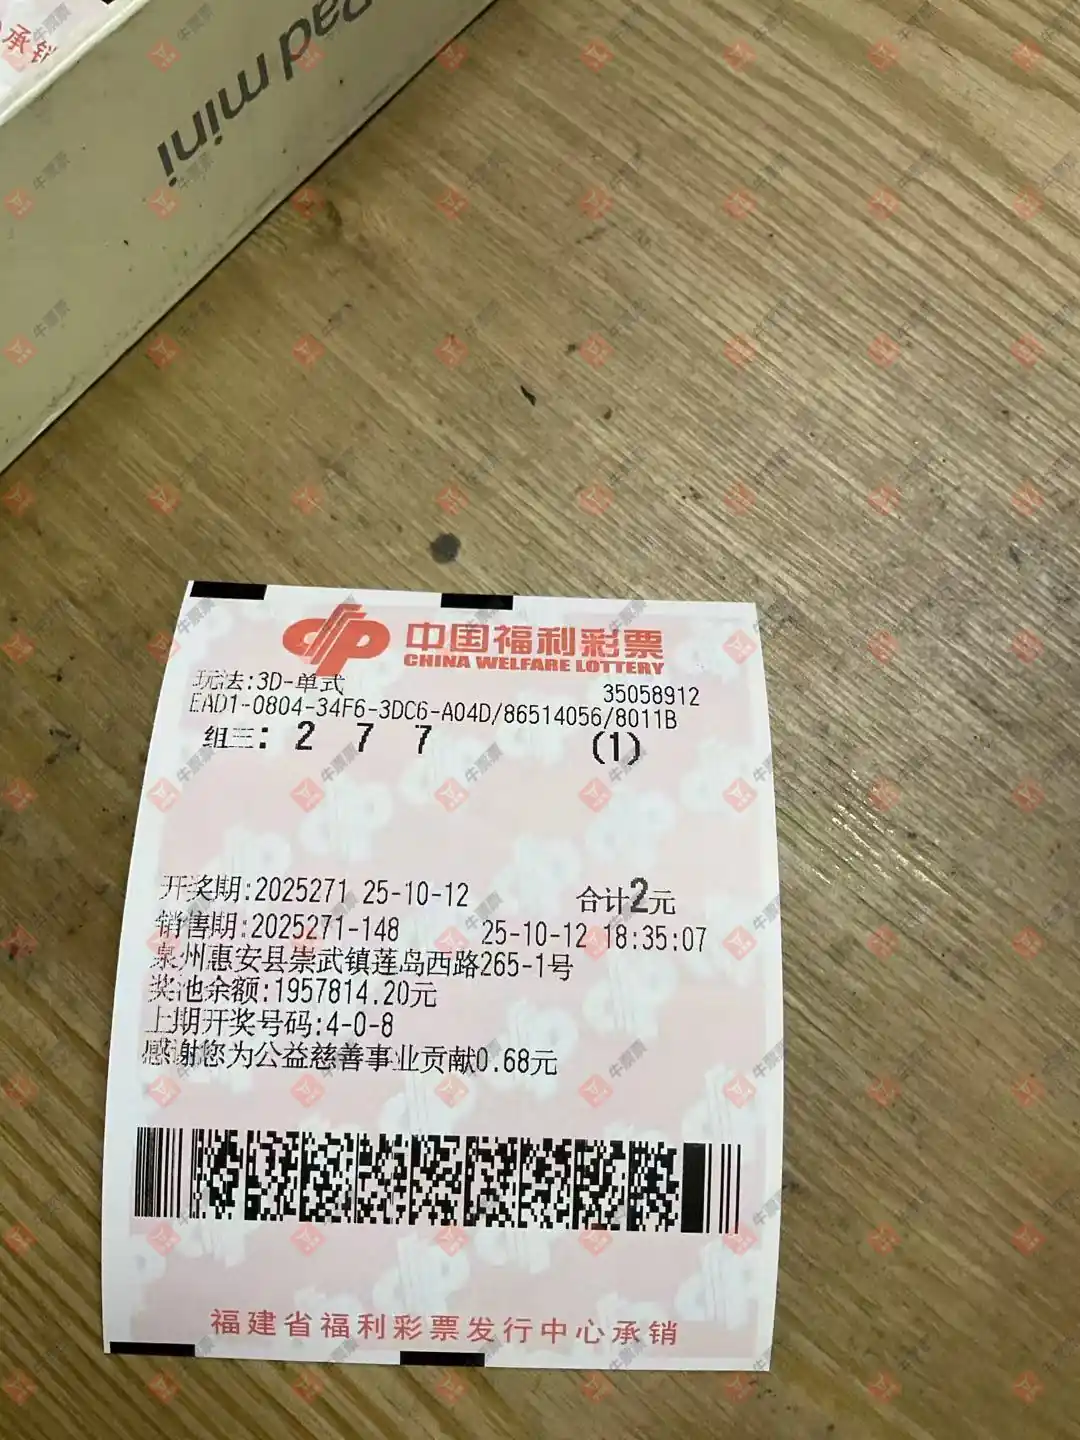 Pad mini
承销
中国福利彩票
CHINA WELFARE LOTTERY
玩法:3D-单式
35058912
EAD1-0804-34F6-3DC6-A04D/86514056/8011B
组三: 2 7 7 (1)
开奖期:2025271 25-10-12 合计2元
销售期:2025271-148 25-10-12 18:35:07
泉州惠安县崇武镇莲岛西路265-1号
奖池余额:1957814.20元
上期开奖号码:4-0-8
感谢您为公益慈善事业贡献0.68元
福建省福利彩票发行中心承销
牛票票